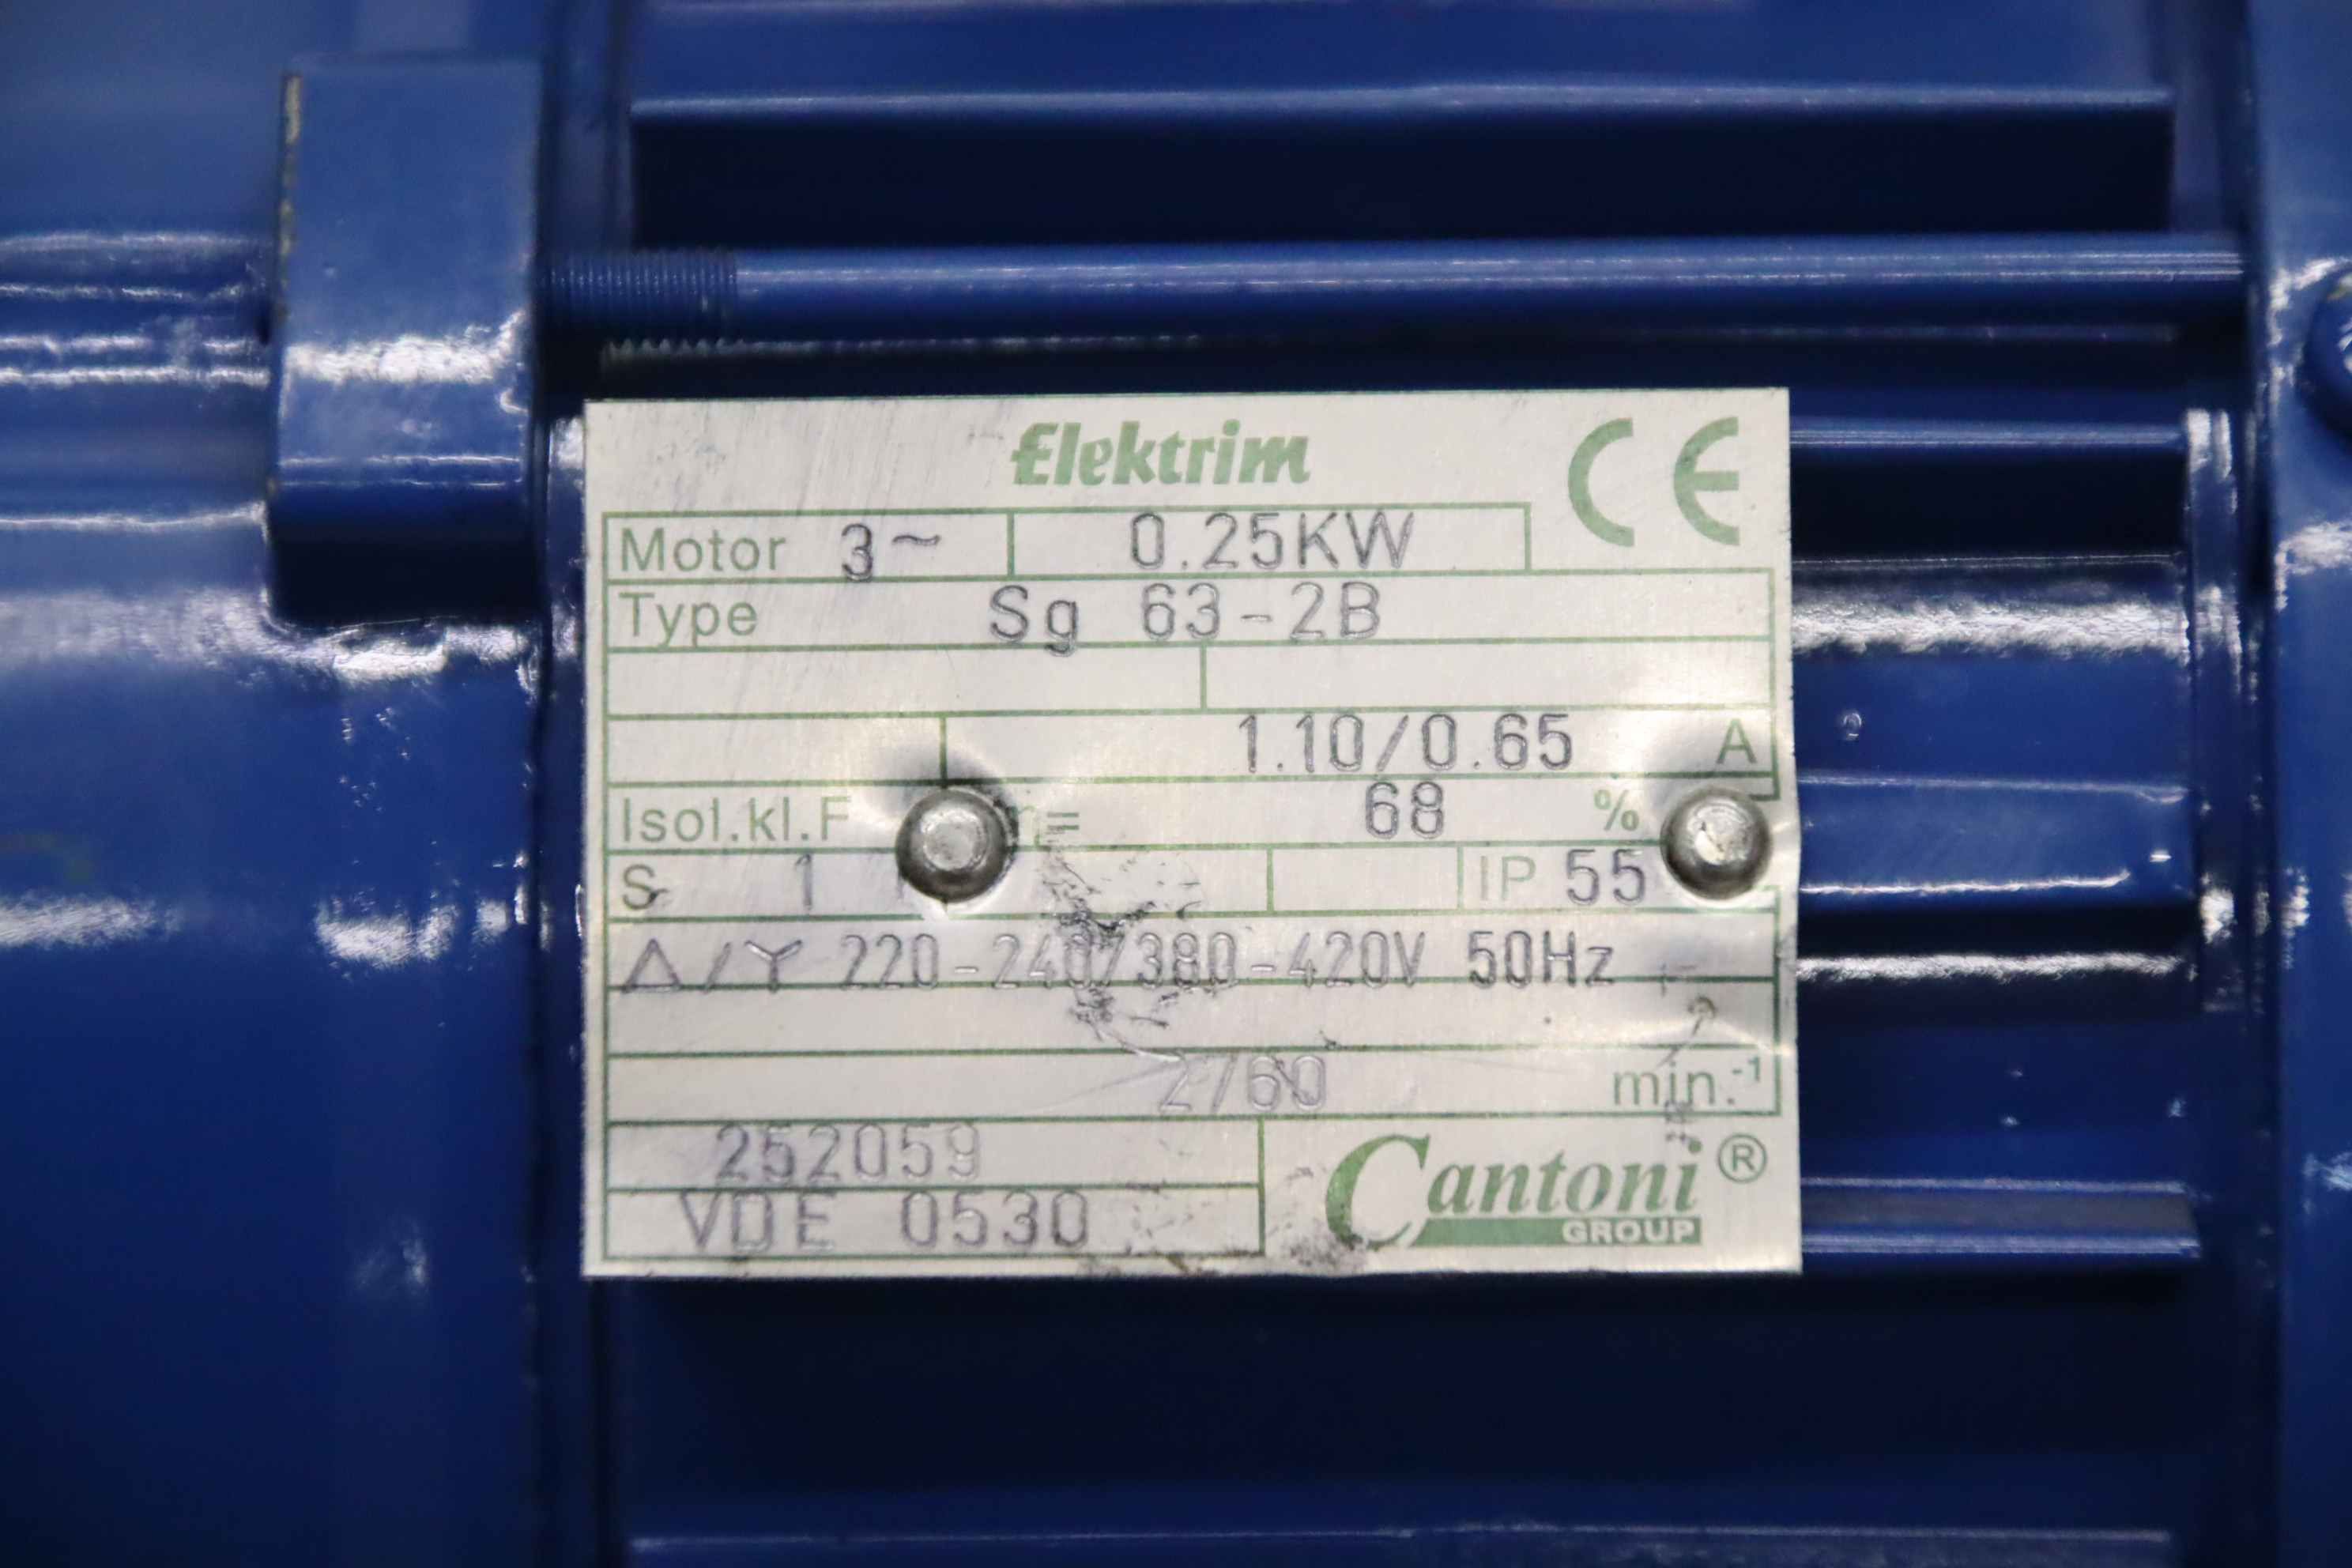 Elektrim CE
Motor 3~ 0.25KW
Type Sg 63-2B
1.10/0.65 A
Isol.kl.F η= 68 %
S 1 IP 55
Δ/Y 220-240/380-420V 50Hz
2760 min.-1
252059
VDE 0530
Cantoni ®
GROUP